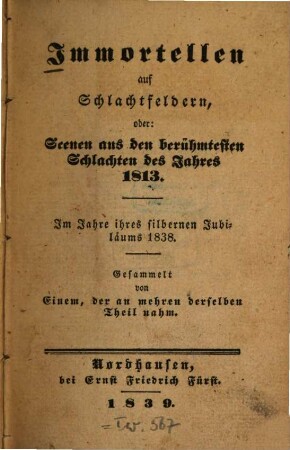 Immortellen
auf
Schlachtfeldern,
oder:
Scenen aus den berühmtesten
Schlachten des Jahres
1813.
Im Jahre ihres silbernen Jubi-
läums 1838.
Gesammelt
von
Einem, der an mehren derselben
Theil nahm.
Nordhausen,
bei Ernst Friedrich Fürst.
1839.